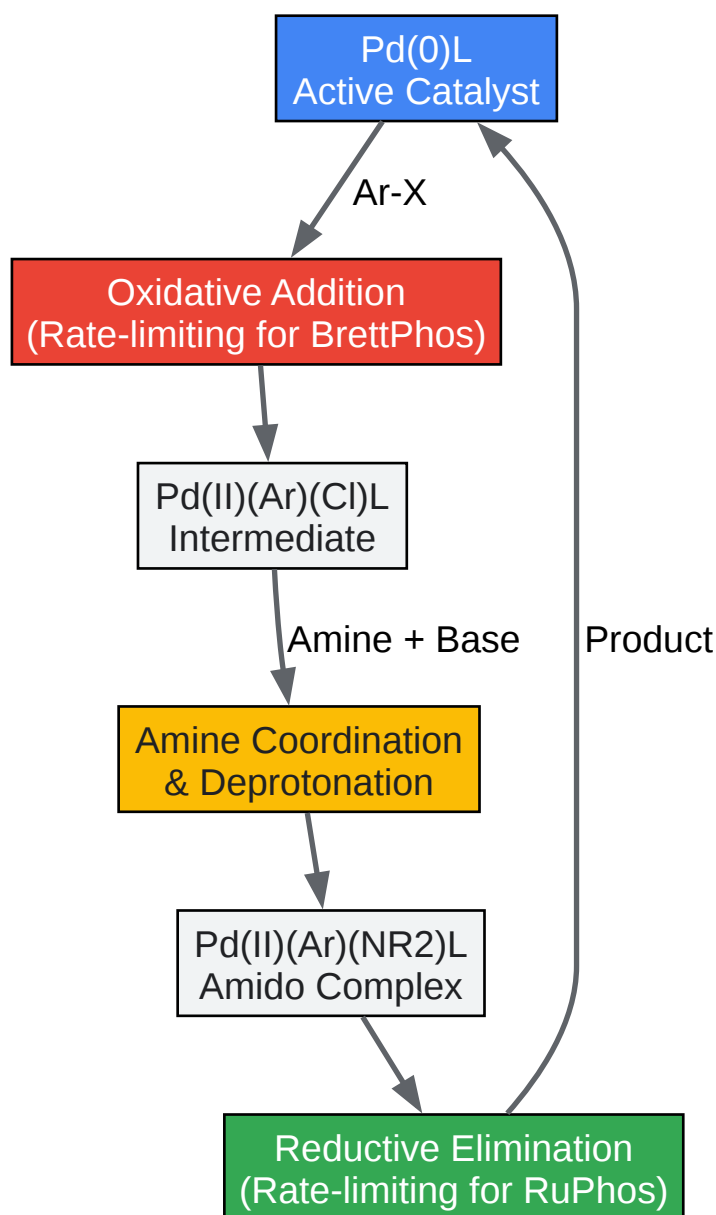 Pd(0)L
Active Catalyst
Ar-X
Oxidative Addition
(Rate-limiting for BrettPhos)
Pd(II)(Ar)(Cl)L
Intermediate
Amine + Base
Product
Amine Coordination
& Deprotonation
Pd(II)(Ar)(NR2)L
Amido Complex
Reductive Elimination
(Rate-limiting for RuPhos)